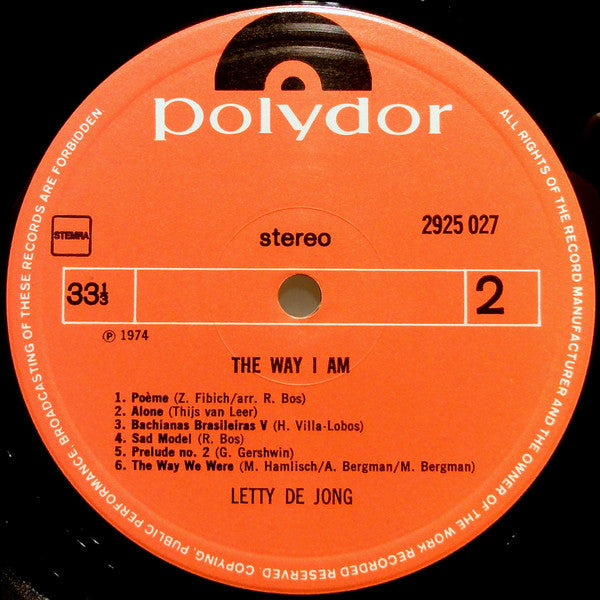 polydor
STEMRA
stereo
2925 027
33⅓
2
℗ 1974
THE WAY I AM
1. Poème (Z. Fibich/arr. R. Bos)
2. Alone (Thijs van Leer)
3. Bachianas Brasileiras V (H. Villa-Lobos)
4. Sad Model (R. Bos)
5. Prelude no. 2 (G. Gershwin)
6. The Way We Were (M. Hamlisch/A. Bergman/M. Bergman)
LETTY DE JONG
ALL RIGHTS OF THE RECORD MANUFACTURER AND THE OWNER OF THE WORK RECORDED RESERVED. COPYING, PUBLIC PERFORMANCE, BROADCASTING OF THESE RECORDS ARE FORBIDDEN.